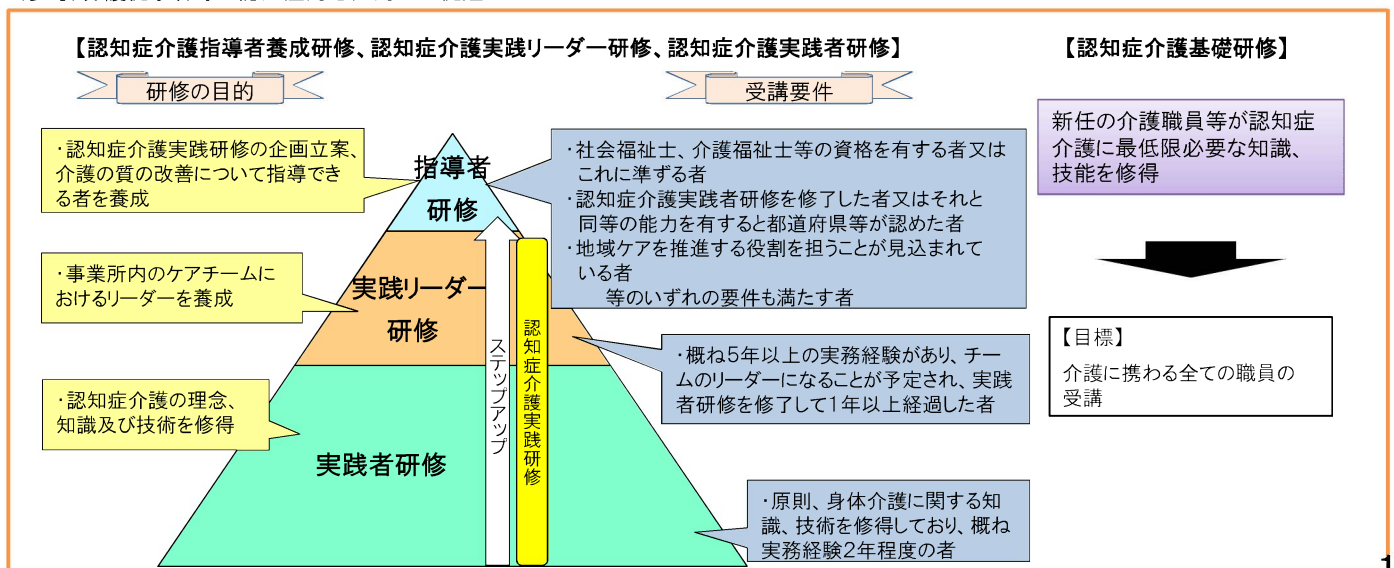 【認知症介護指導者養成研修、認知症介護実践リーダー研修、認知症介護実践者研修】
研修の目的
受講要件
・認知症介護実践研修の企画立案、
介護の質の改善について指導でき
る者を養成
・事業所内のケアチームに
おけるリーダーを養成
・認知症介護の理念、
知識及び技術を修得
指導者
研修
実践リーダー
研修
実践者研修
ステップアップ
認知症介護実践研修
・社会福祉士、介護福祉士等の資格を有する者又は
これに準ずる者
・認知症介護実践者研修を修了した者又はそれと
同等の能力を有すると都道府県等が認めた者
・地域ケアを推進する役割を担うことが見込まれて
いる者
等のいずれの要件も満たす者
・概ね5年以上の実務経験があり、チー
ムのリーダーになることが予定され、実践
者研修を修了して1年以上経過した者
・原則、身体介護に関する知
識、技術を修得しており、概ね
実務経験2年程度の者
【認知症介護基礎研修】
新任の介護職員等が認知症
介護に最低限必要な知識、
技能を修得
【目標】
介護に携わる全ての職員の
受講
1